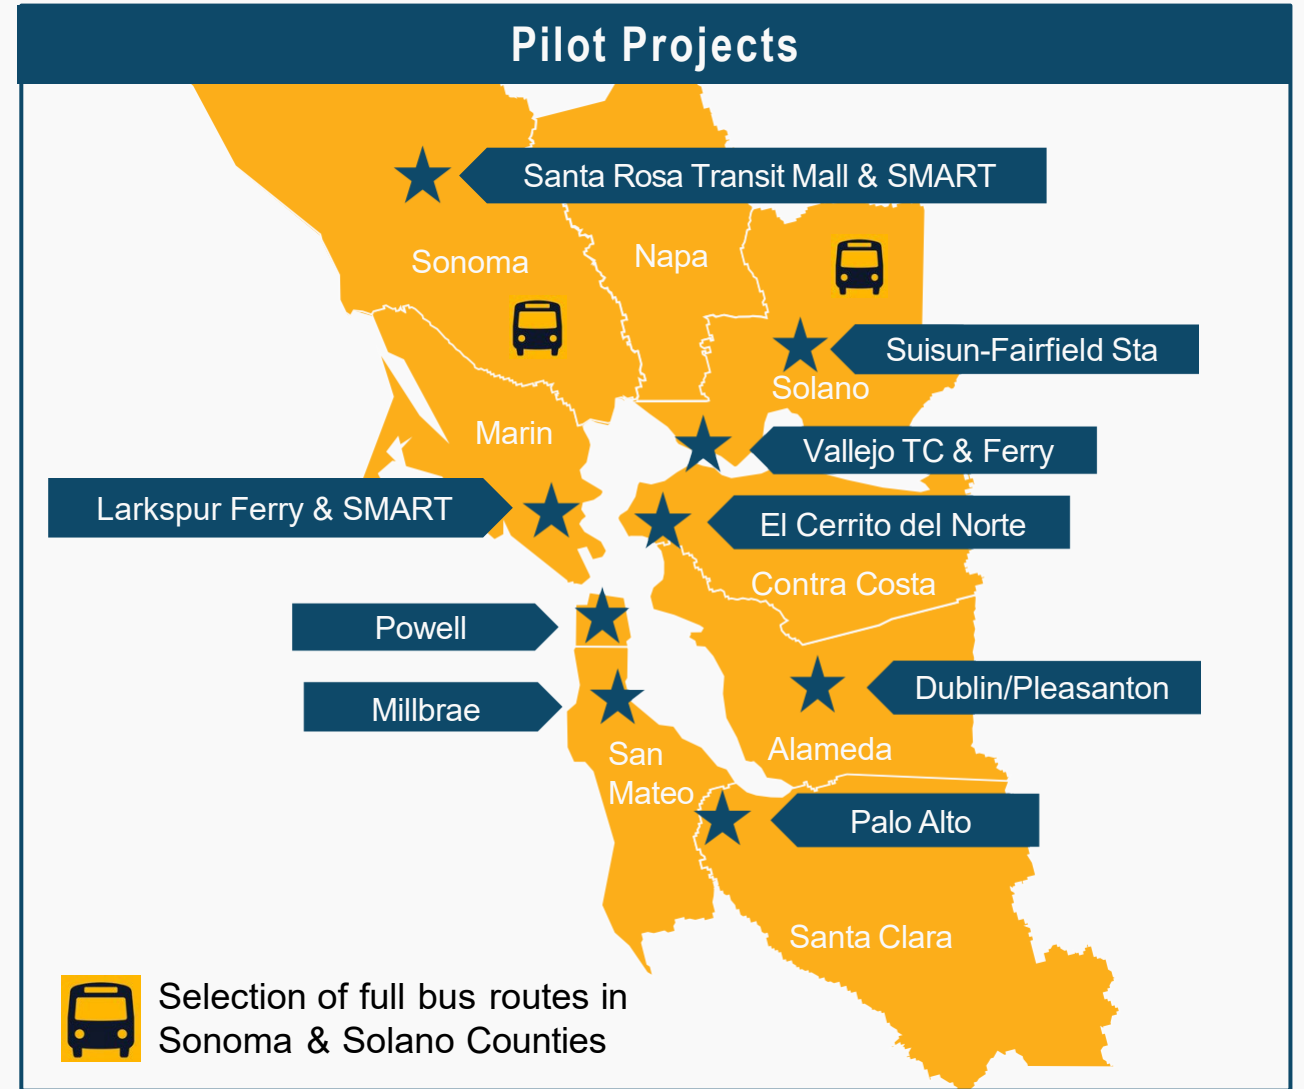 Pilot Projects
Santa Rosa Transit Mall & SMART
Sonoma
Napa
Suisun-Fairfield Sta
Solano
Marin
Vallejo TC & Ferry
Larkspur Ferry & SMART
El Cerrito del Norte
Contra Costa
Powell
Dublin/Pleasanton
Millbrae
Alameda
San
Mateo
Palo Alto
Santa Clara
Selection of full bus routes in
Sonoma & Solano Counties